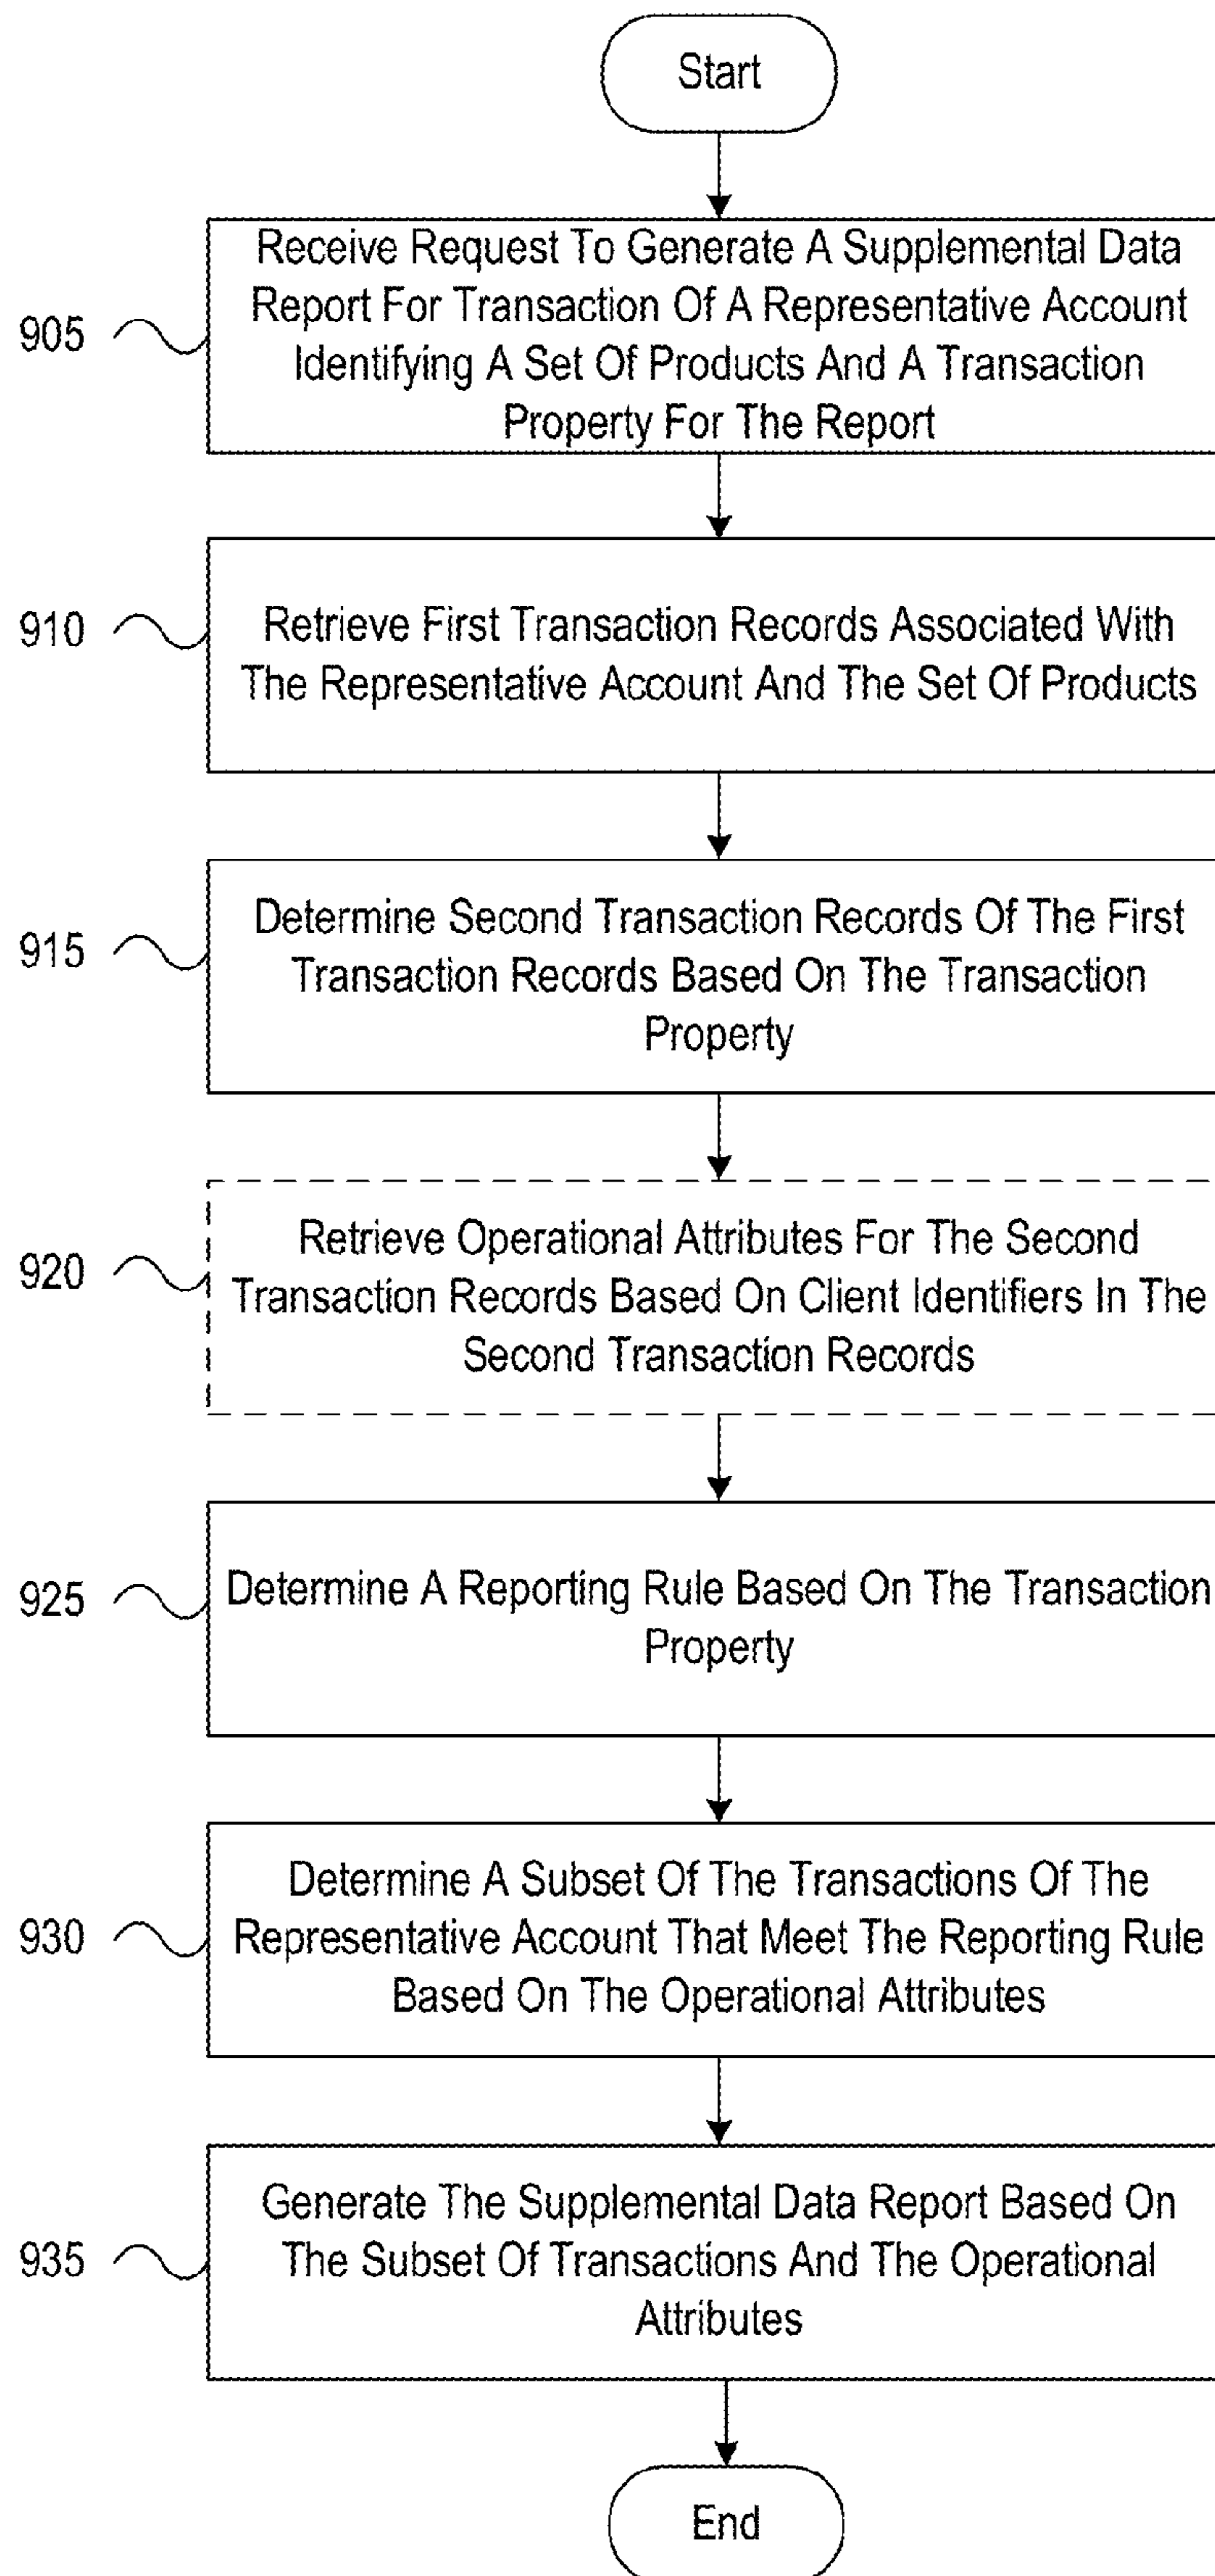 Start
905
Receive Request To Generate A Supplemental Data
Report For Transaction Of A Representative Account
Identifying A Set Of Products And A Transaction
Property For The Report
910
Retrieve First Transaction Records Associated With
The Representative Account And The Set Of Products
915
Determine Second Transaction Records Of The First
Transaction Records Based On The Transaction
Property
920
Retrieve Operational Attributes For The Second
Transaction Records Based On Client Identifiers In The
Second Transaction Records
925
Determine A Reporting Rule Based On The Transaction
Property
930
Determine A Subset Of The Transactions Of The
Representative Account That Meet The Reporting Rule
Based On The Operational Attributes
935
Generate The Supplemental Data Report Based On
The Subset Of Transactions And The Operational
Attributes
End